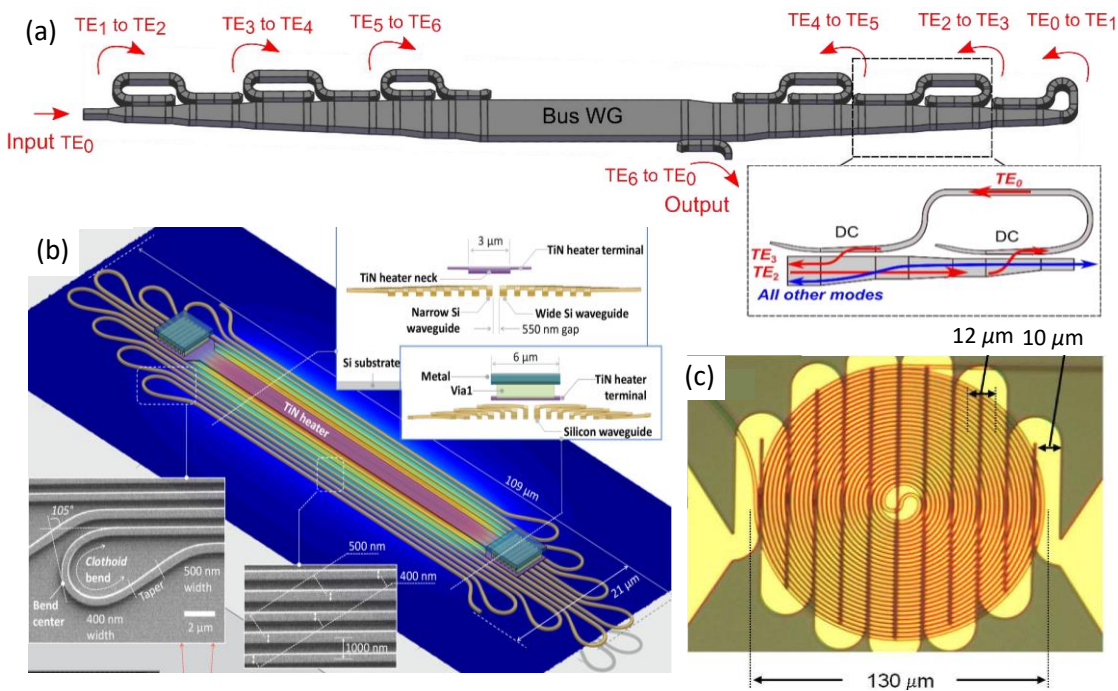 (a)
TE1 to TE2
TE3 to TE4
TE5 to TE6
TE4 to TE5
TE2 to TE3
TE0 to TE1
Input TE0
Bus WG
TE6 to TE0
Output
TE0
DC
DC
TE3
TE2
All other modes
(b)
3 μm
TiN heater terminal
TiN heater neck
Narrow Si waveguide
Wide Si waveguide
550 nm gap
Si substrate
6 μm
Metal
Via1
TiN heater terminal
Silicon waveguide
TiN heater
109 μm
21 μm
105°
Clothoid bend
Taper
500 nm width
Bend center
400 nm width
2 μm
500 nm
400 nm
1000 nm
(c)
12 μm
10 μm
130 μm